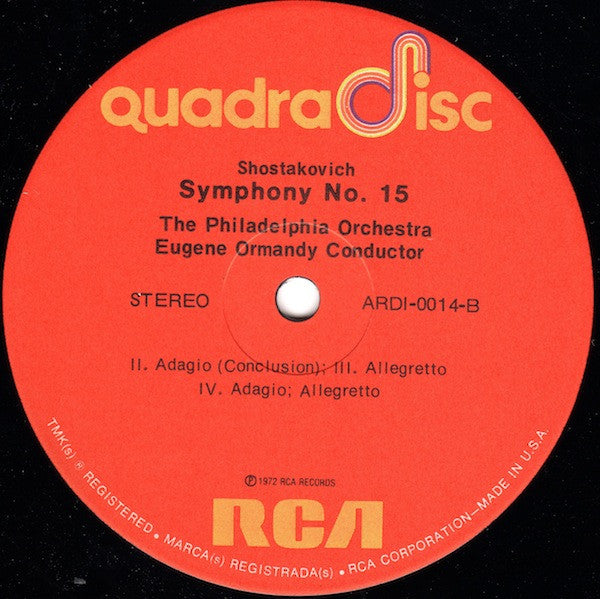 quadradisc
Shostakovich
Symphony No. 15
The Philadelphia Orchestra
Eugene Ormandy Conductor
STEREO
ARDI-0014-B
II. Adagio (Conclusion); III. Allegretto
IV. Adagio; Allegretto
℗ 1972 RCA RECORDS
RCA
TMK(s) ® REGISTERED. • MARCA(s) REGISTRADA(s) • RCA CORPORATION—MADE IN U.S.A.